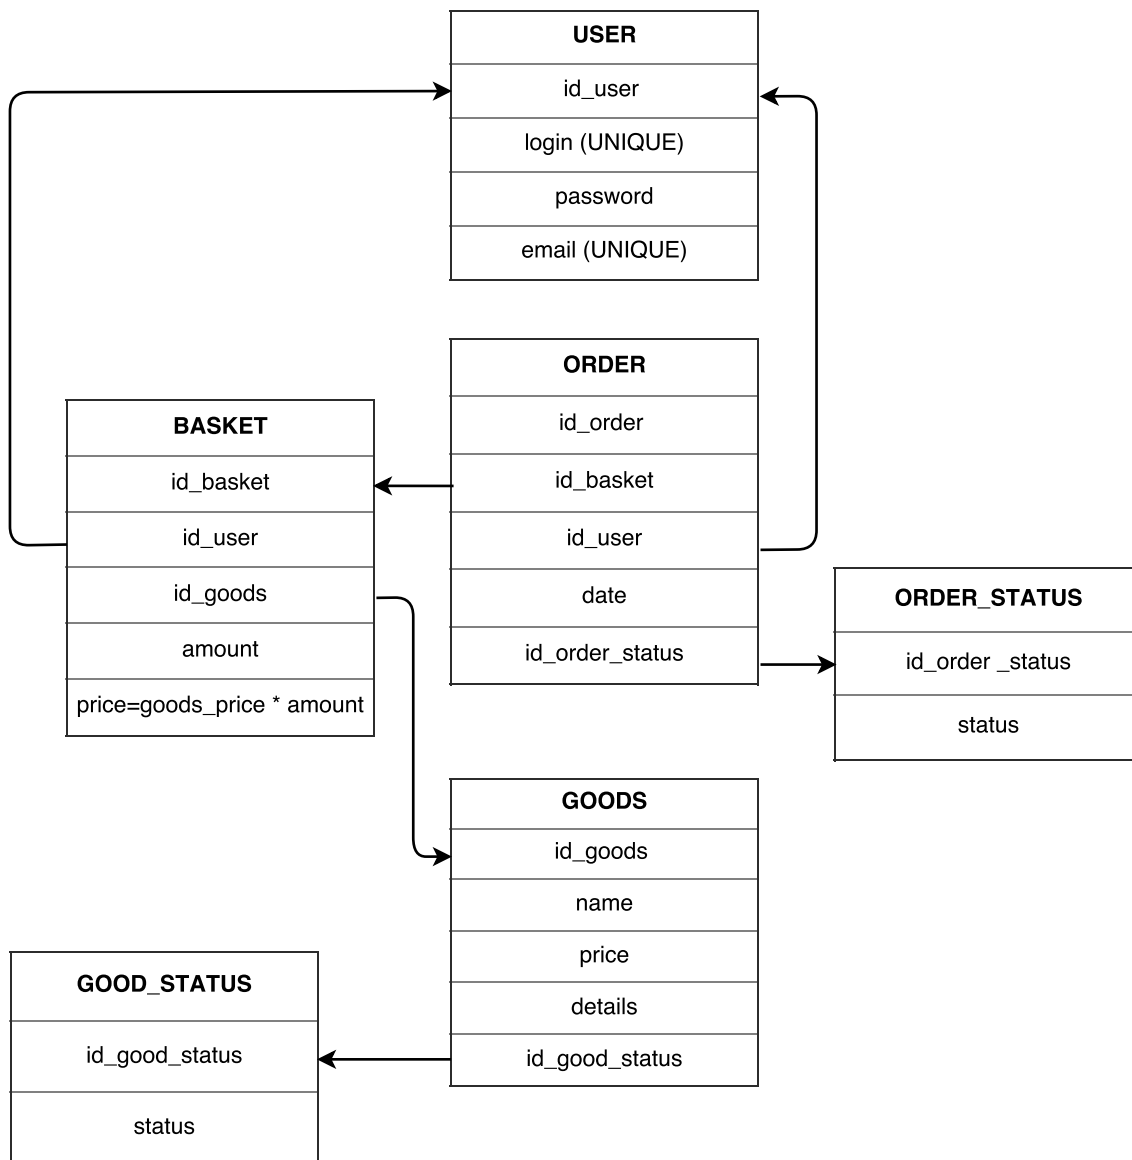 USER
id_user
login (UNIQUE)
password
email (UNIQUE)
ORDER
id_order
id_basket
id_user
date
id_order_status
BASKET
id_basket
id_user
id_goods
amount
price=goods_price * amount
ORDER_STATUS
id_order _status
status
GOODS
id_goods
name
price
details
id_good_status
GOOD_STATUS
id_good_status
status